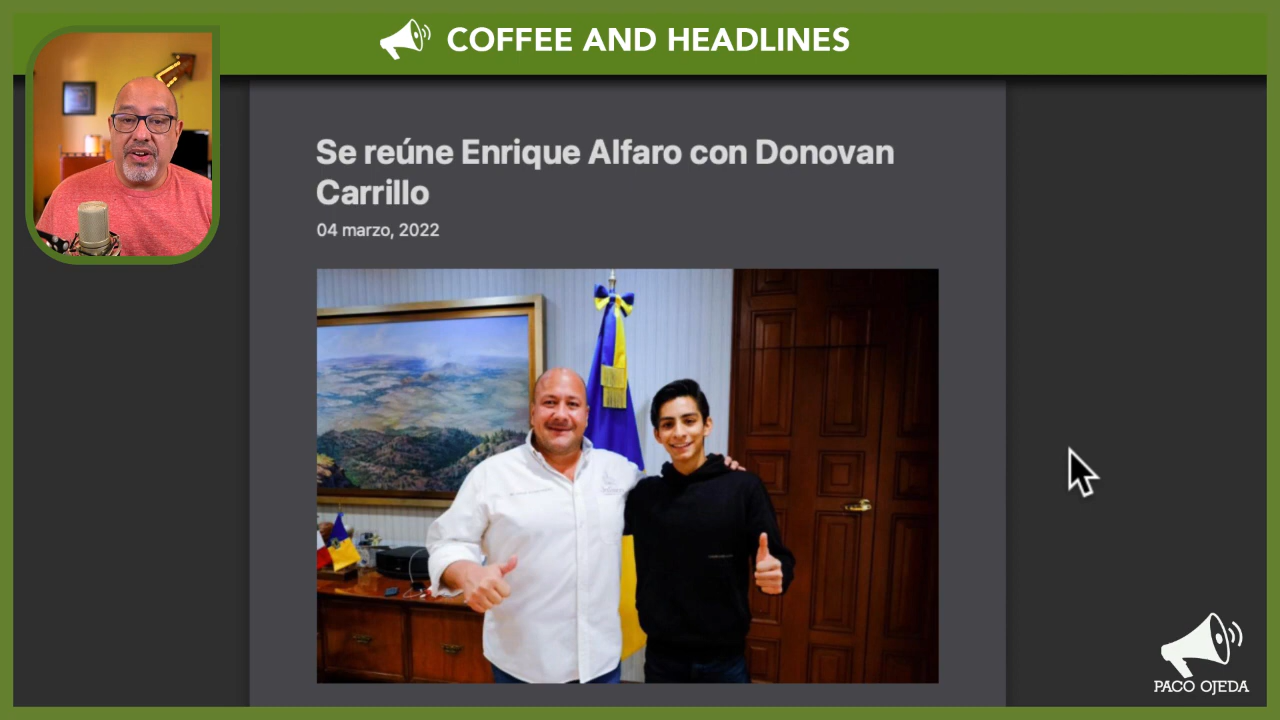 COFFEE AND HEADLINES
Se reúne Enrique Alfaro con Donovan
Carrillo
04 marzo, 2022
PACO OJEDA